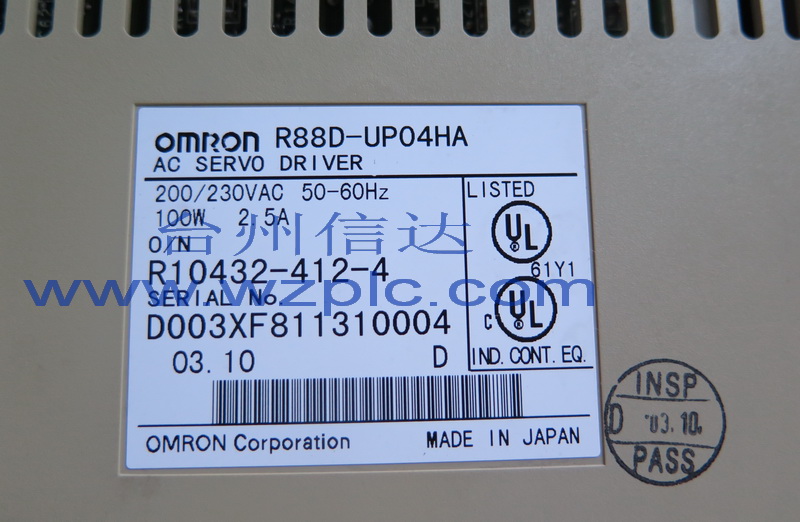 OMRON R88D-UP04HA
AC SERVO DRIVER
200/230VAC 50-60Hz
100W 2.5A
O/N
R10432-412-4
SERIAL No.
D003XF811310004
03.10 D
LISTED
UL
61Y1
C UL
IND. CONT. EQ.
OMRON Corporation MADE IN JAPAN
INSP
D '03.10.
PASS
台州信达
www.wzplc.com